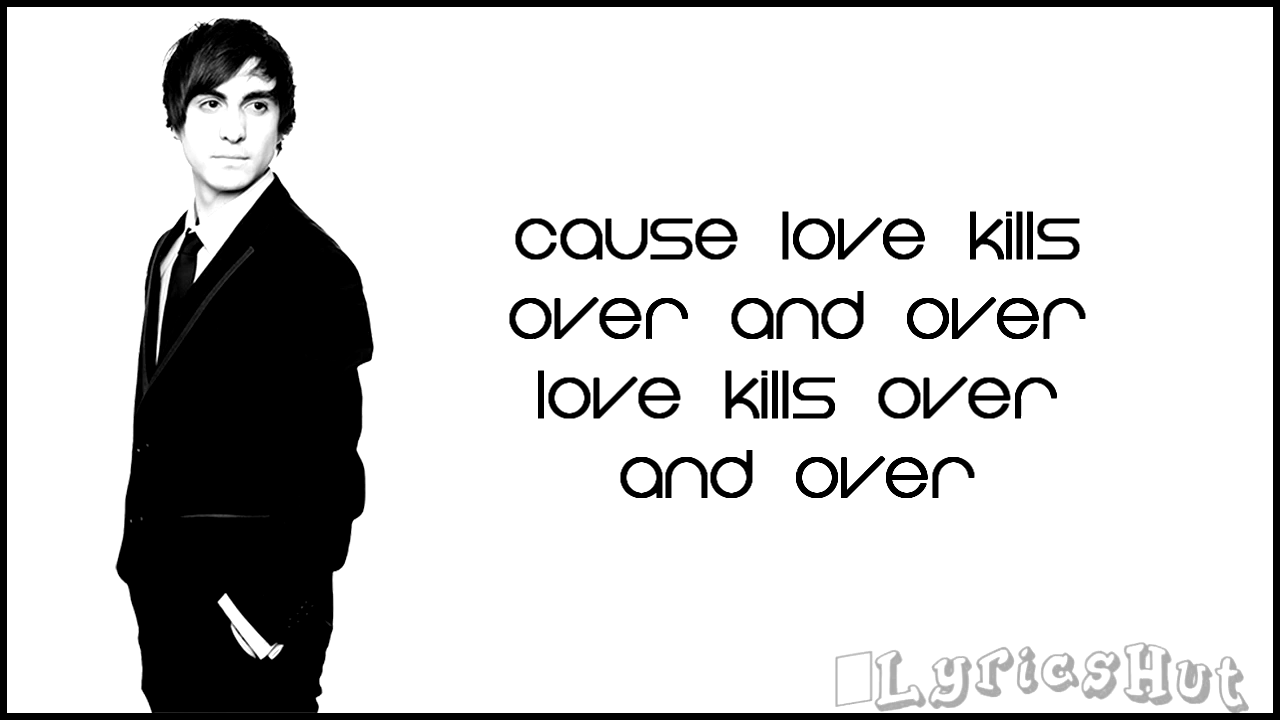 cause love kills
over and over
love kills over
and over
LyricsHut